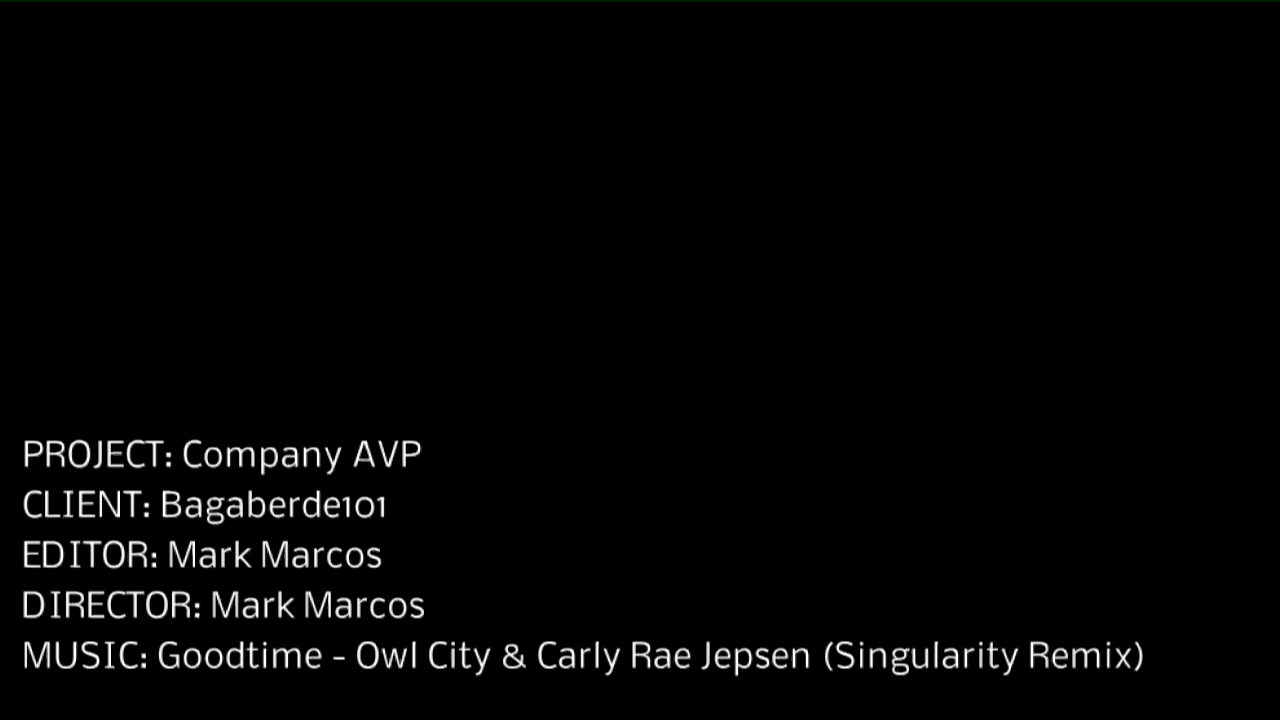 PROJECT: Company AVP
CLIENT: Bagaberde101
EDITOR: Mark Marcos
DIRECTOR: Mark Marcos
MUSIC: Goodtime - Owl City & Carly Rae Jepsen (Singularity Remix)